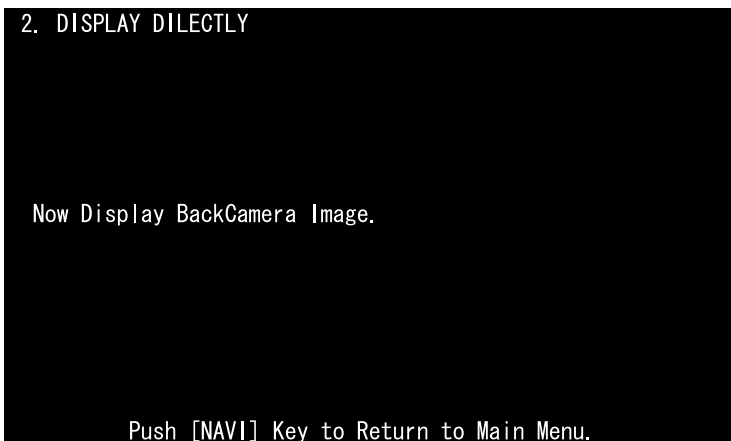 2. DISPLAY DILECTLY
Now Display BackCamera Image.
Push [NAVI] Key to Return to Main Menu.